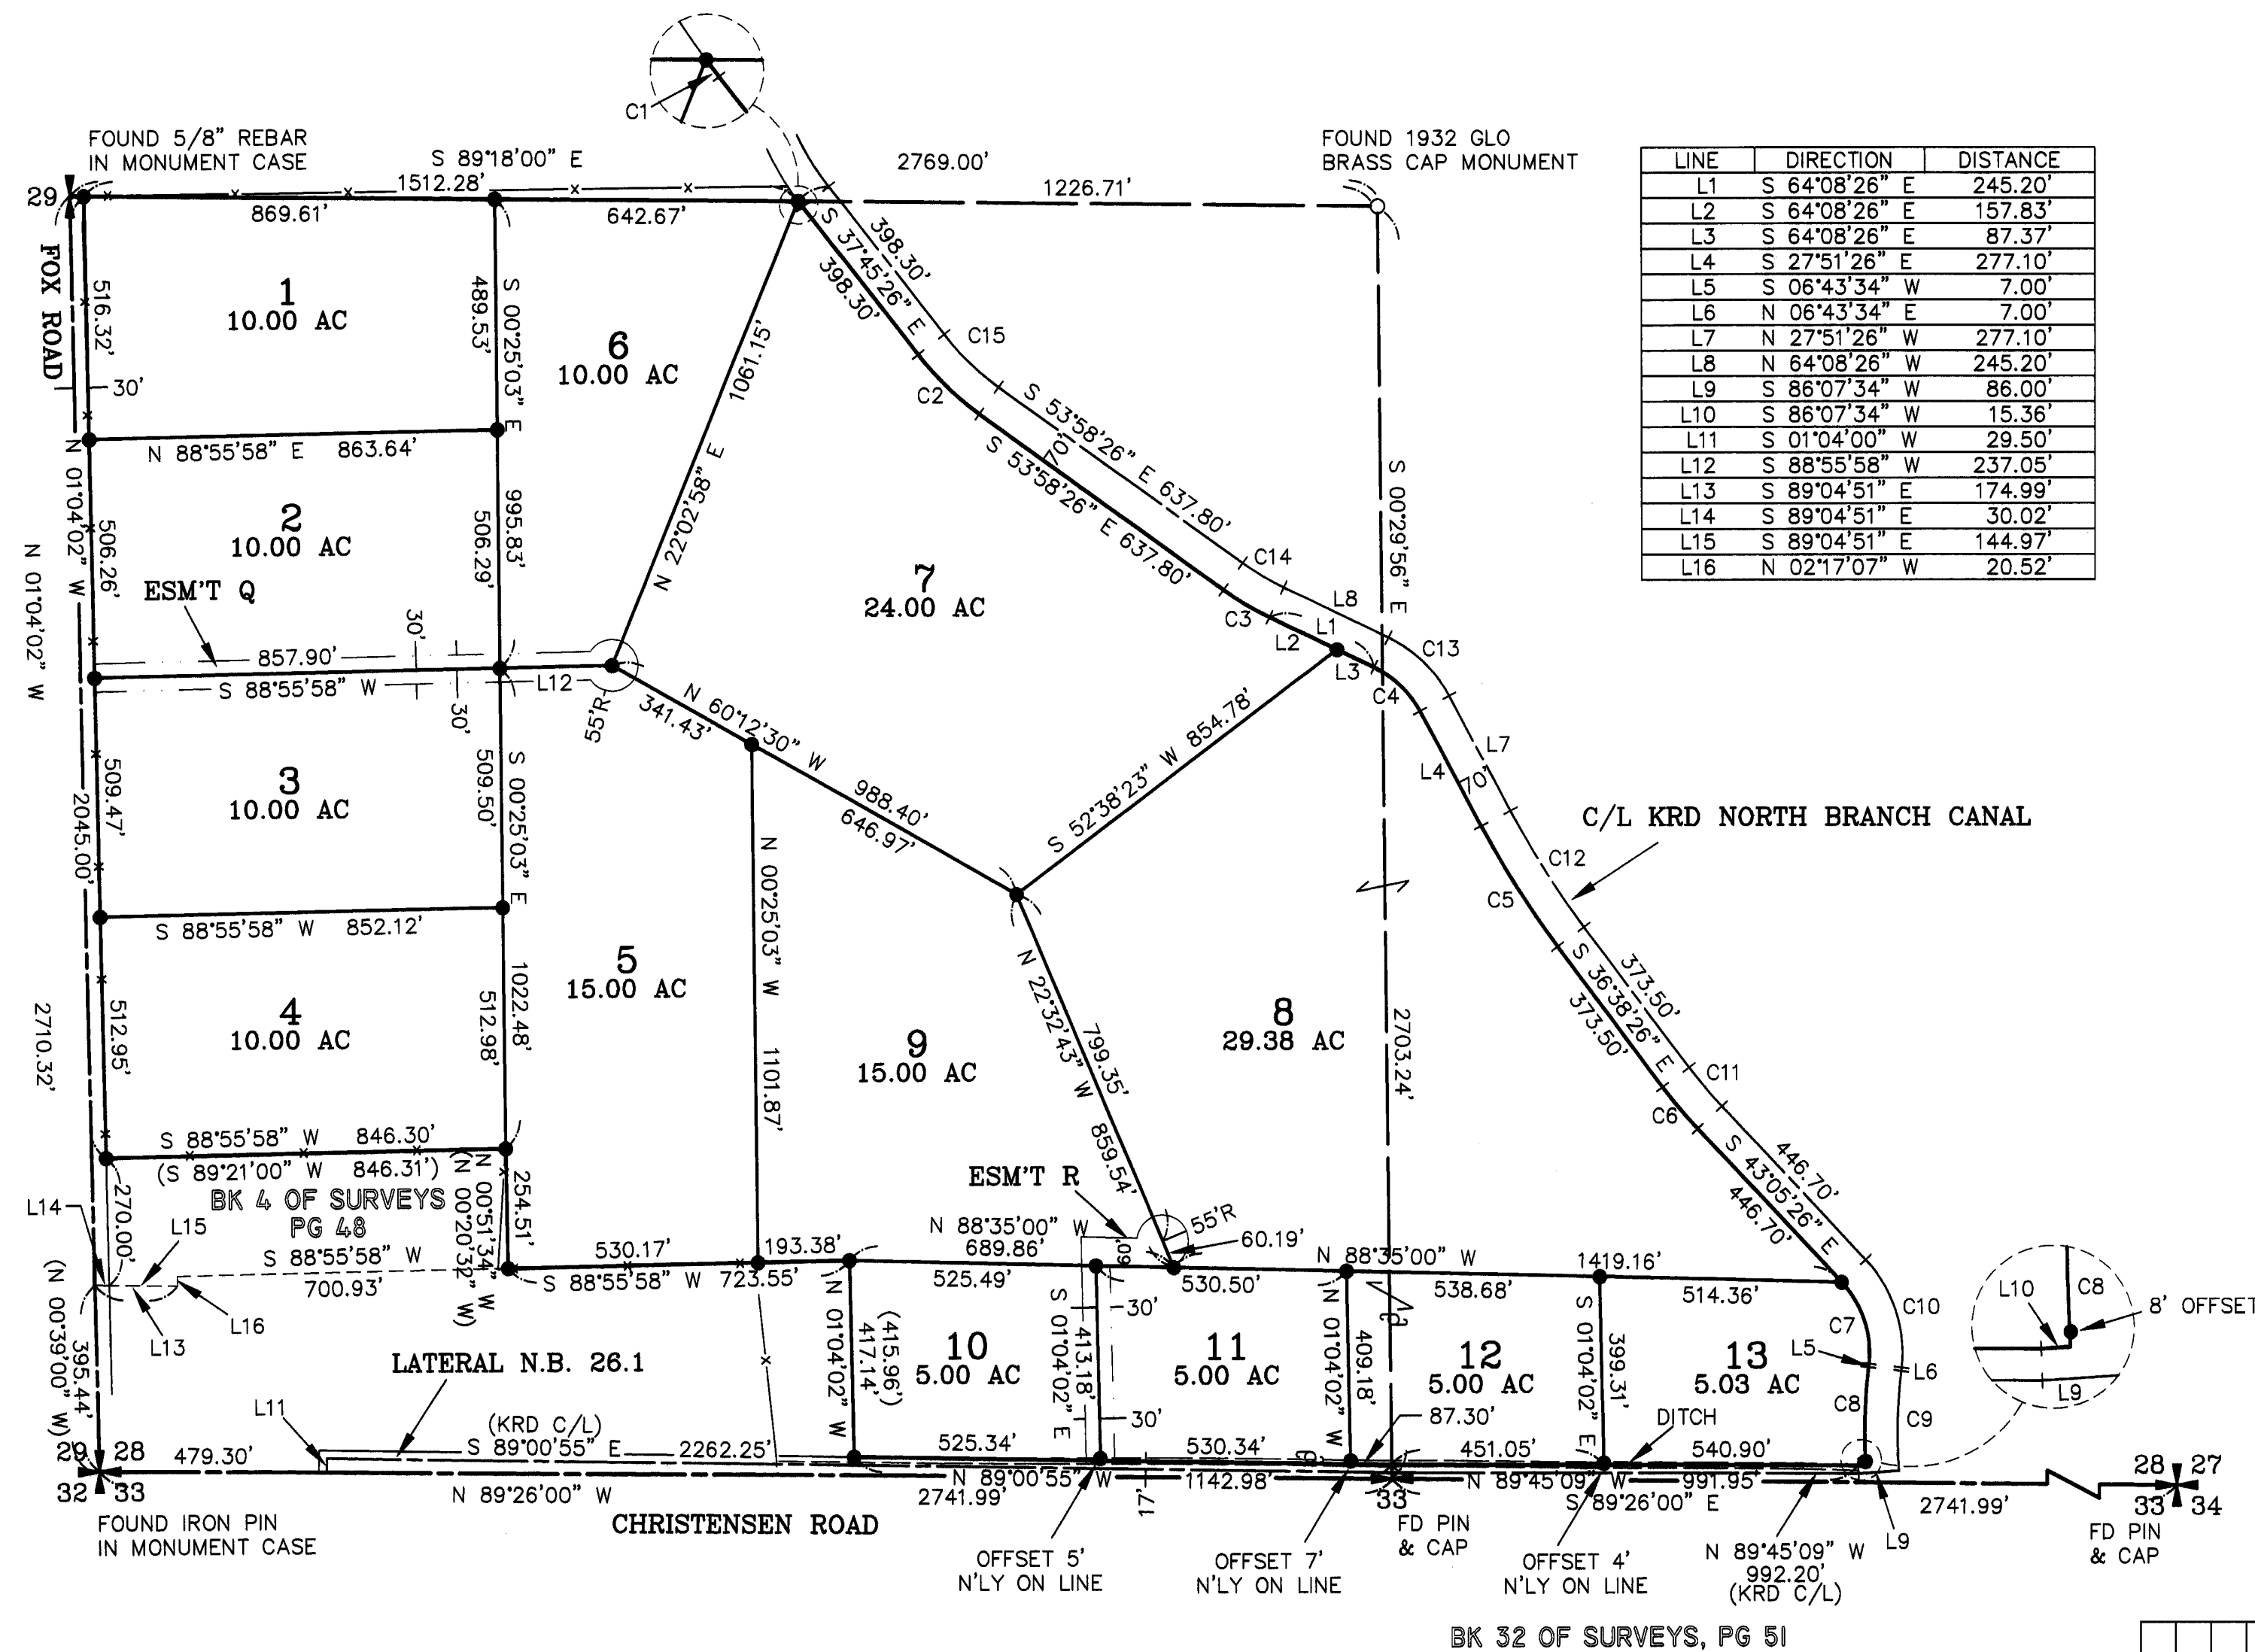 C1
FOUND 5/8" REBAR
IN MONUMENT CASE
S 89°18'00" E
1512.28'
2769.00'
FOUND 1932 GLO
BRASS CAP MONUMENT
1226.71'
29
869.61'
642.67'
LINE DIRECTION DISTANCE
L1 S 64°08'26" E 245.20'
L2 S 64°08'26" E 157.83'
L3 S 64°08'26" E 87.37'
L4 S 27°51'26" E 277.10'
L5 S 06°43'34" W 7.00'
L6 N 06°43'34" E 7.00'
L7 N 27°51'26" W 277.10'
L8 N 64°08'26" W 245.20'
L9 S 86°07'34" W 86.00'
L10 S 86°07'34" W 15.36'
L11 S 01°04'00" W 29.50'
L12 S 88°55'58" W 237.05'
L13 S 89°04'51" E 174.99'
L14 S 89°04'51" E 30.02'
L15 S 89°04'51" E 144.97'
L16 N 02°17'07" W 20.52'
FOX ROAD
516.32'
30'
1
10.00 AC
S 00°25'03" E
489.53'
6
10.00 AC
N 22°02'58" E
1061.15'
S 37°45'26" E
398.30'
398.30'
C15
C2
S 53°58'26" E 637.80'
70'
S 53°58'26" E 637.80'
C14
C3
L8
L1
L2
L3
C13
C4
S 00°29'56" E
N 88°55'58" E 863.64'
N 01°04'02" W
N 01°04'02" W
506.26'
2
10.00 AC
995.83'
506.29'
7
24.00 AC
ESM'T Q
30'
857.90'
S 88°55'58" W
30'
L12
55'R
N 60°12'30" W
341.43'
988.40'
646.97'
S 52°38'23" W 854.78'
L7
L4
70'
C/L KRD NORTH BRANCH CANAL
509.47'
2045.00'
3
10.00 AC
509.50'
S 00°25'03" E
N 00°25'03" W
1101.87'
C12
C5
S 88°55'58" W 852.12'
5
15.00 AC
373.50'
S 36°38'26" E
373.50'
2710.32'
512.95'
4
10.00 AC
1022.48'
512.98'
9
15.00 AC
N 22°32'43" W
799.35'
859.54'
8
29.38 AC
2703.24'
C11
C6
S 88°55'58" W 846.30'
(S 89°21'00" W 846.31')
BK 4 OF SURVEYS
PG 48
N 00°51'34" W
(N 00°20'32" W)
254.51'
446.70'
S 43°05'26" E
446.70'
ESM'T R
L14
270.00'
L15
S 88°55'58" W
700.93'
L13
L16
530.17'
S 88°55'58" W
193.38'
723.55'
N 88°35'00" W
689.86'
525.49'
60'
55'R
60.19'
530.50'
N 88°35'00" W
1419.16'
538.68'
514.36'
C7
C10
L10
C8
8' OFFSET
L9
(N 00°39'00" W)
395.44'
LATERAL N.B. 26.1
N 01°04'02" W
(415.96')
417.14'
10
5.00 AC
S 01°04'02" E
413.18'
30'
30'
11
5.00 AC
N 01°04'02" W
409.18'
12
5.00 AC
S 01°04'02" E
399.31'
13
5.03 AC
L5
L6
C8
C9
L11
(KRD C/L)
S 89°00'55" E
2262.25'
525.34'
530.34'
87.30'
451.05'
DITCH
540.90'
29 28
32 33
479.30'
N 89°26'00" W
2741.99'
N 89°00'55" W
1142.98'
17'
33
N 89°45'09" W
991.95'
S 89°26'00" E
2741.99'
28 27
33 34
FOUND IRON PIN
IN MONUMENT CASE
CHRISTENSEN ROAD
OFFSET 5'
N'LY ON LINE
OFFSET 7'
N'LY ON LINE
FD PIN
& CAP
OFFSET 4'
N'LY ON LINE
N 89°45'09" W
992.20'
(KRD C/L)
L9
FD PIN
& CAP
BK 32 OF SURVEYS, PG 51